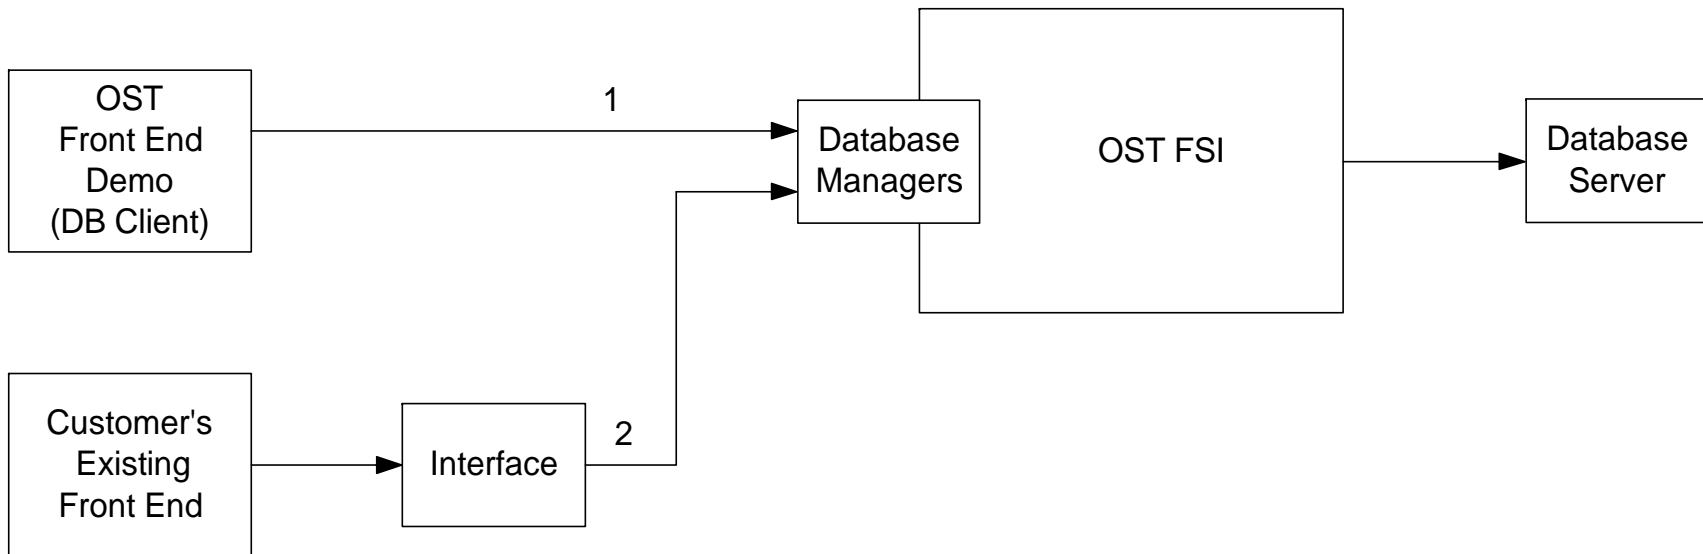 OST
Front End
Demo
(DB Client)
1
Database
Managers
OST FSI
Database
Server
Customer's
Existing
Front End
Interface
2